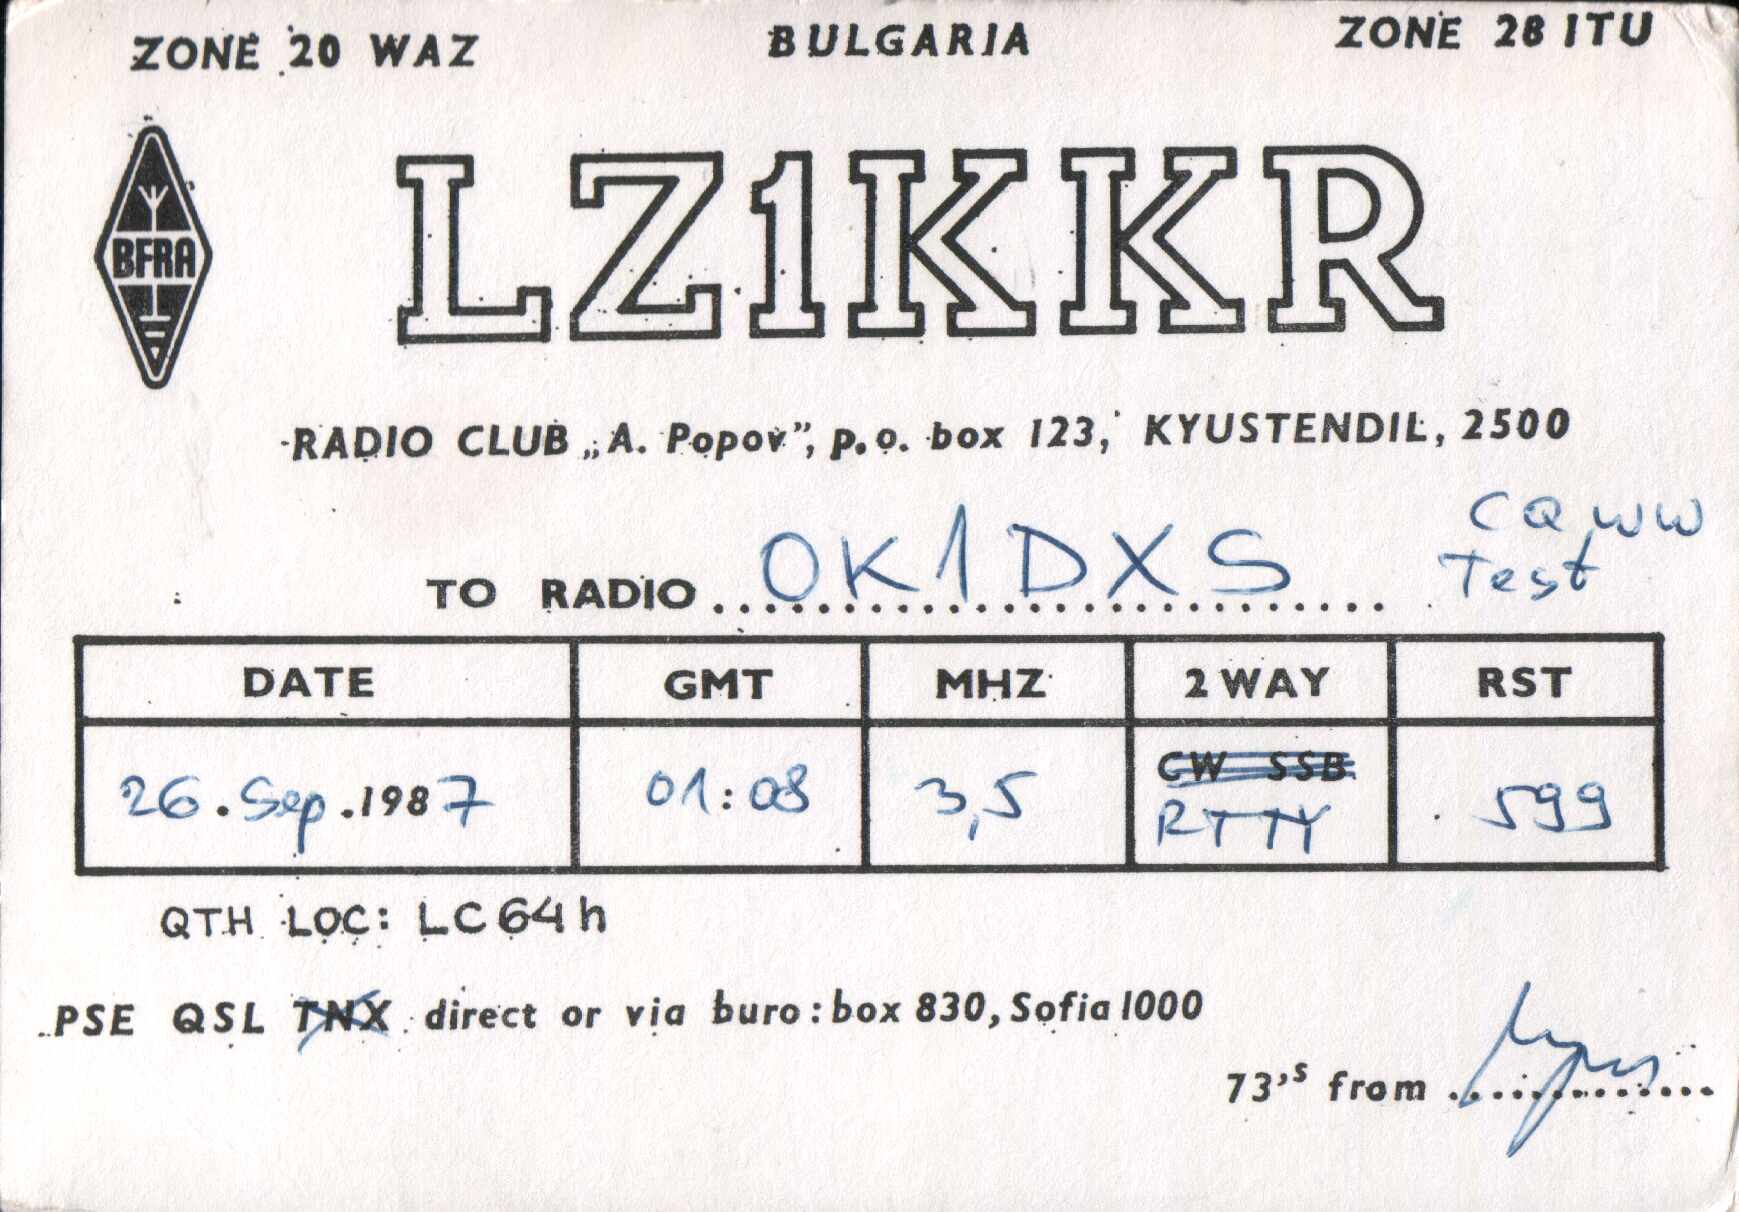 ZONE 20 WAZ BULGARIA ZONE 28 ITU
BFRA
LZ1KKR
RADIO CLUB „A. Popov”, p.o. box 123, KYUSTENDIL, 2500
CQ WW
Test
TO RADIO OK1DXS
DATE GMT MHZ 2 WAY RST
CW SSB
26. Sep. 1987 01:08 3,5 RTTY 599
QTH LOC: LC64h
PSE QSL TNX direct or via buro: box 830, Sofia 1000
73's from